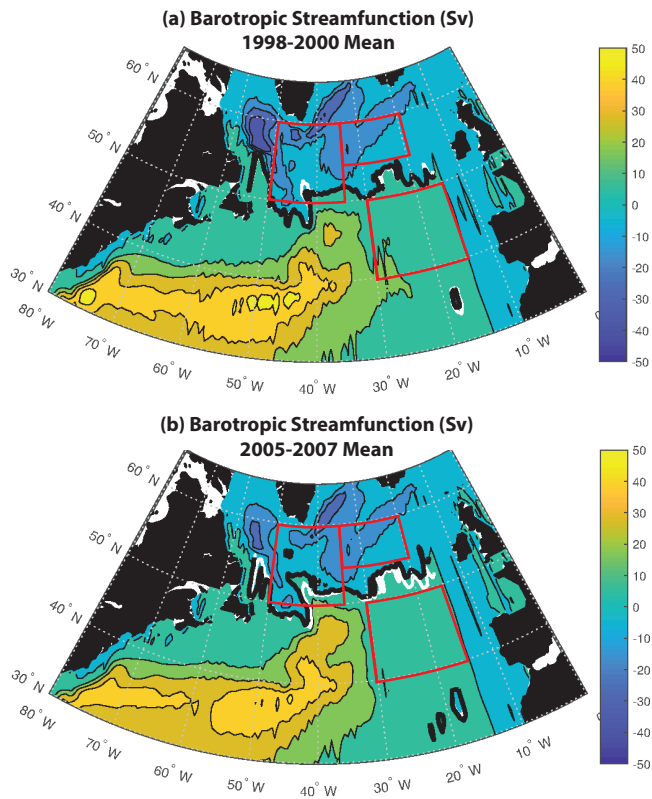 (a) Barotropic Streamfunction (Sv)
1998-2000 Mean
60° N
50° N
40° N
30° N
80° W
70° W
60° W
50° W
40° W
30° W
20° W
10° W
50
40
30
20
10
0
-10
-20
-30
-40
-50
(b) Barotropic Streamfunction (Sv)
2005-2007 Mean
60° N
50° N
40° N
30° N
80° W
70° W
60° W
50° W
40° W
30° W
20° W
10° W
50
40
30
20
10
0
-10
-20
-30
-40
-50